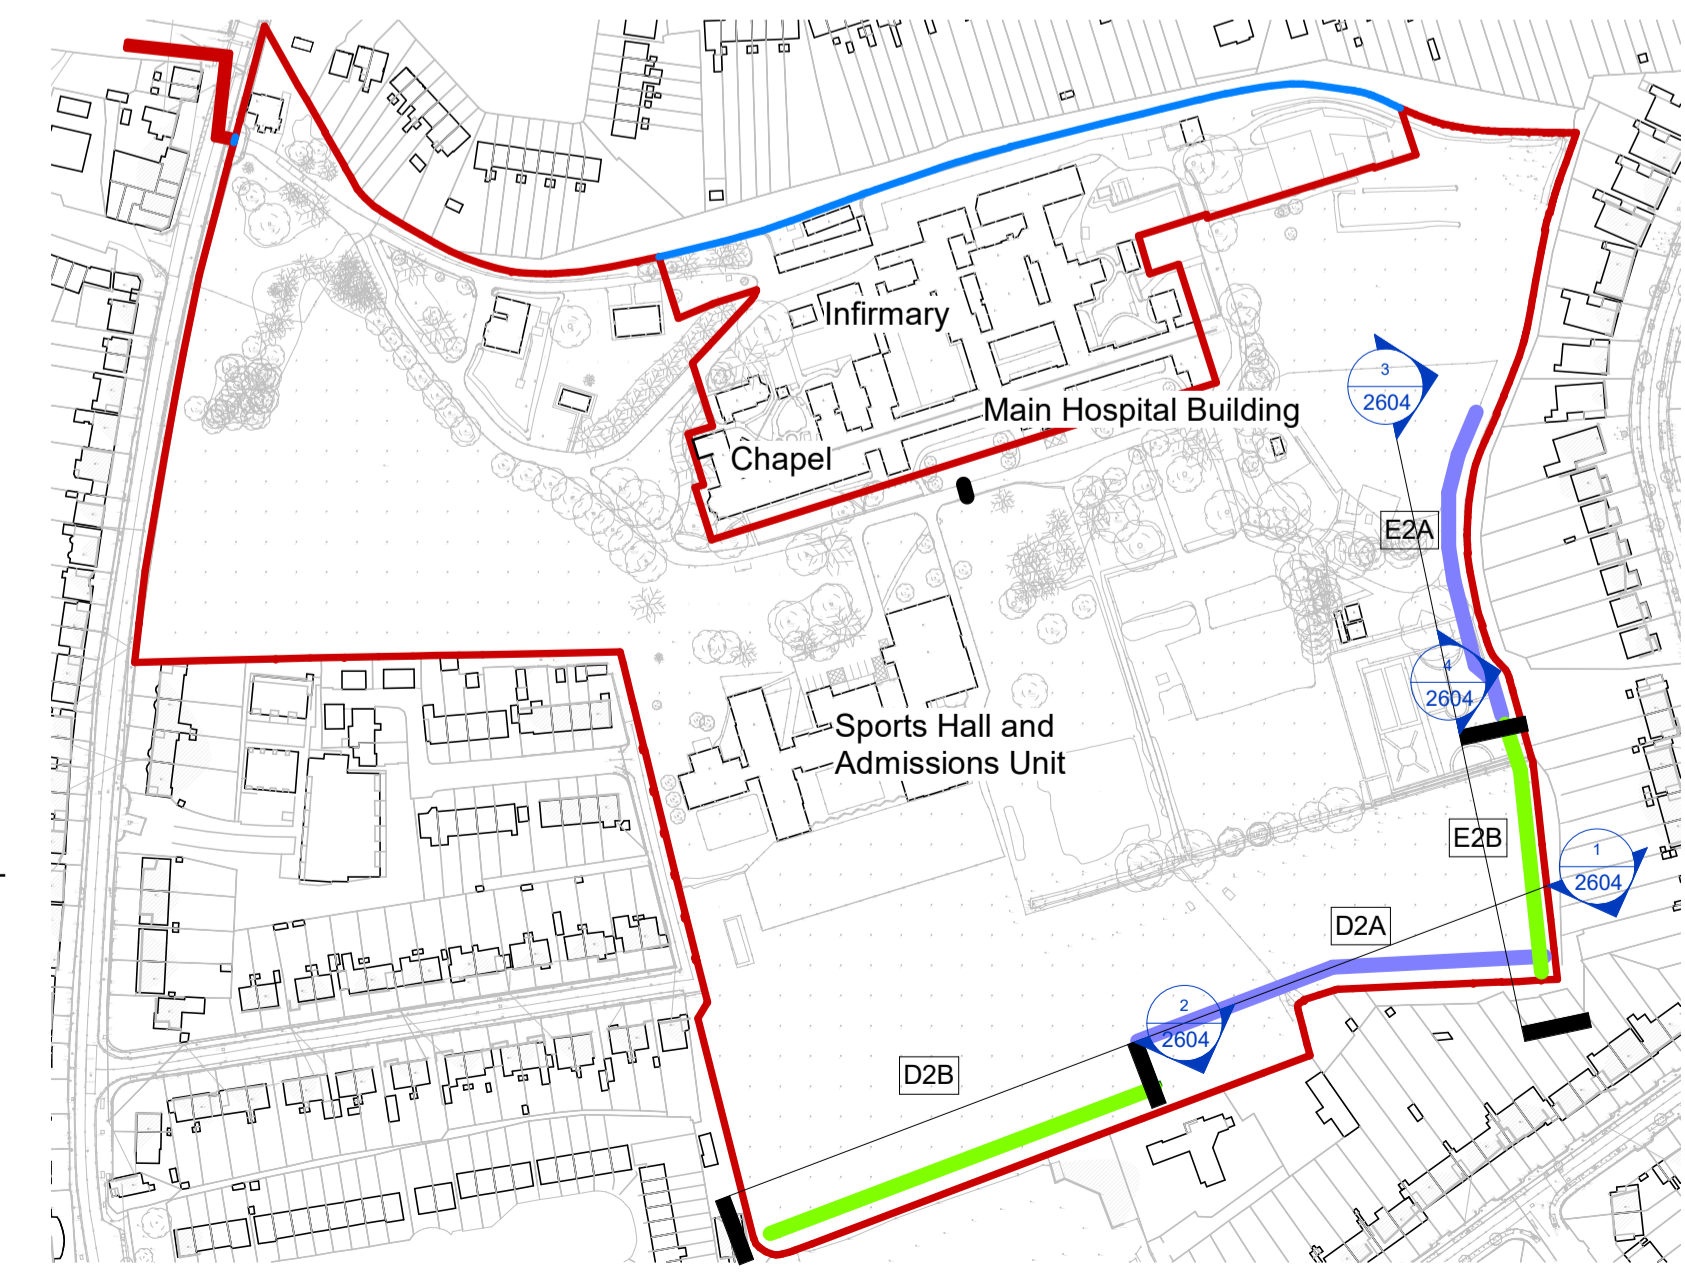 Infirmary
3
2604
Main Hospital Building
Chapel
E2A
4
2604
Sports Hall and
Admissions Unit
E2B
1
2604
D2A
2
2604
D2B